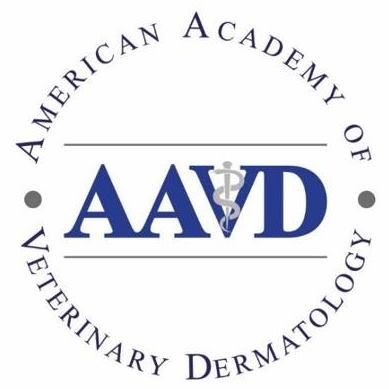 AMERICAN ACADEMY OF
AAVD
VETERINARY DERMATOLOGY